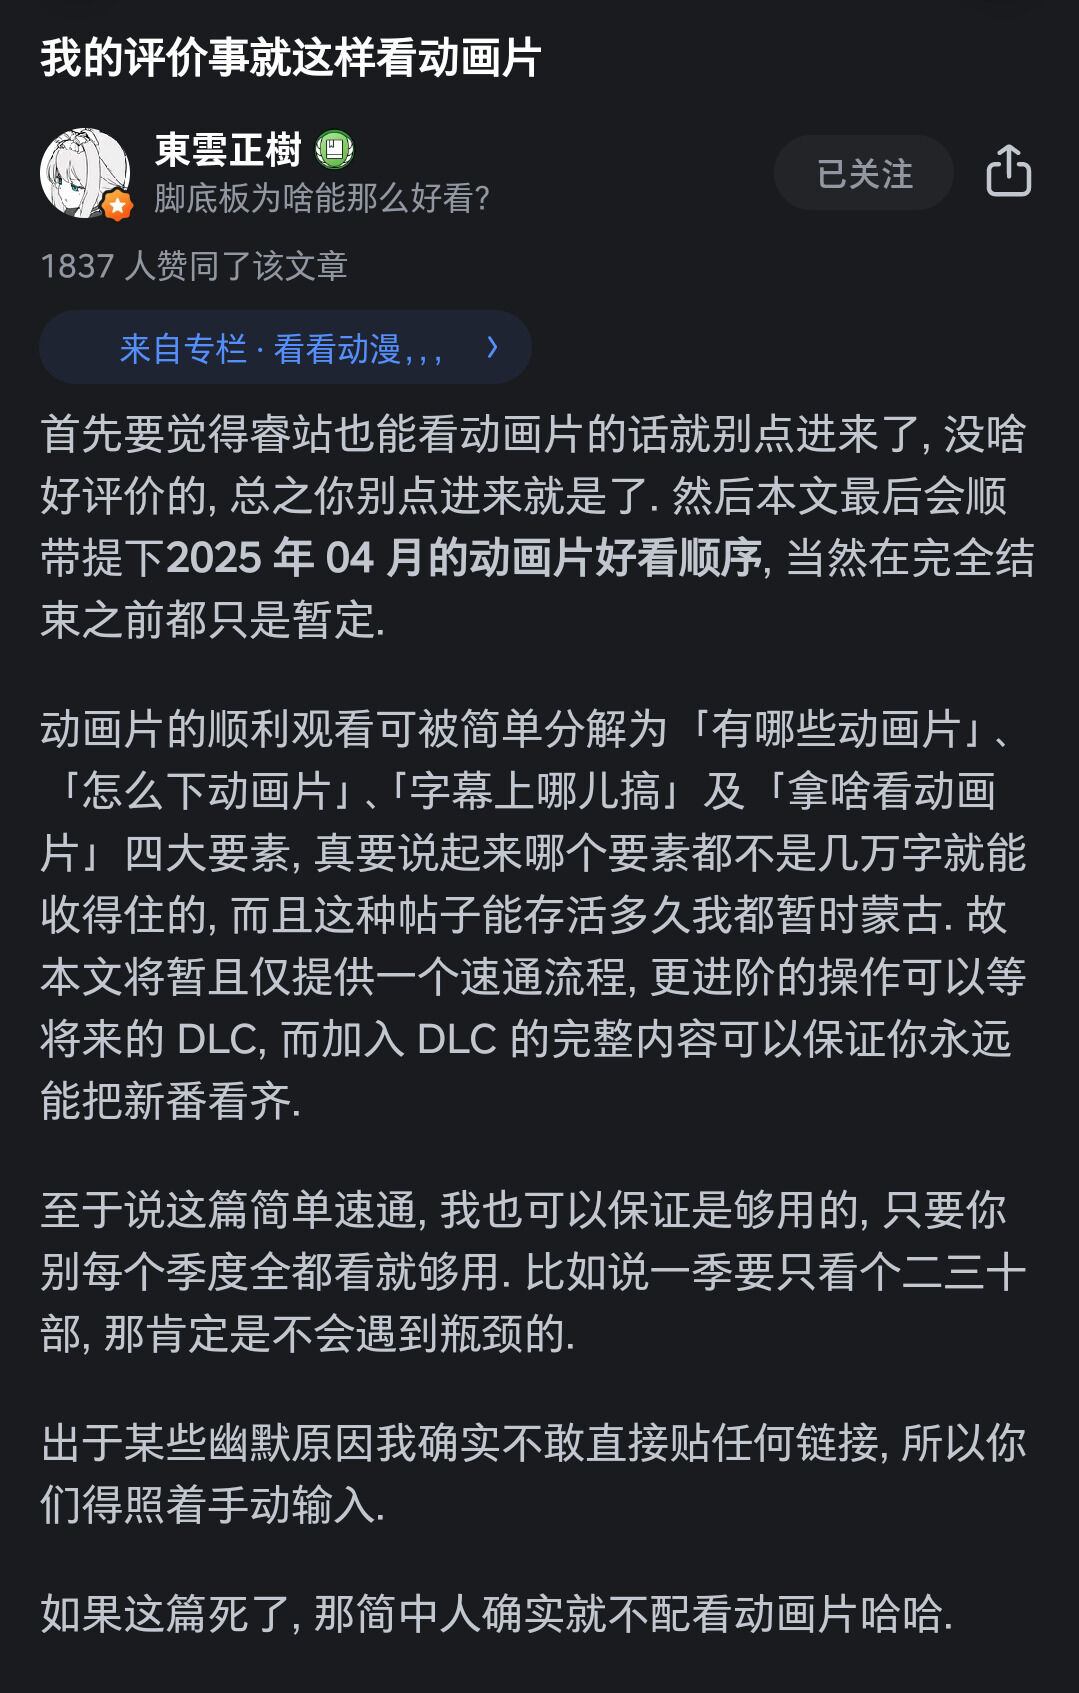 我的评价事就这样看动画片
東雲正樹
脚底板为啥能那么好看?
已关注
1837 人赞同了该文章
来自专栏 · 看看动漫,,,
首先要觉得睿站也能看动画片的话就别点进来了, 没啥
好评价的, 总之你别点进来就是了. 然后本文最后会顺
带提下2025 年 04 月的动画片好看顺序, 当然在完全结
束之前都只是暂定.
动画片的顺利观看可被简单分解为「有哪些动画片」、
「怎么下动画片」、「字幕上哪儿搞」及「拿啥看动画
片」四大要素, 真要说起来哪个要素都不是几万字就能
收得住的, 而且这种帖子能存活多久我都暂时蒙古. 故
本文将暂且仅提供一个速通流程, 更进阶的操作可以等
将来的 DLC, 而加入 DLC 的完整内容可以保证你永远
能把新番看齐.
至于说这篇简单速通, 我也可以保证是够用的, 只要你
别每个季度全都看就够用. 比如说一季要只看个二三十
部, 那肯定是不会遇到瓶颈的.
出于某些幽默原因我确实不敢直接贴任何链接, 所以你
们得照着手动输入.
如果这篇死了, 那简中人确实就不配看动画片哈哈.